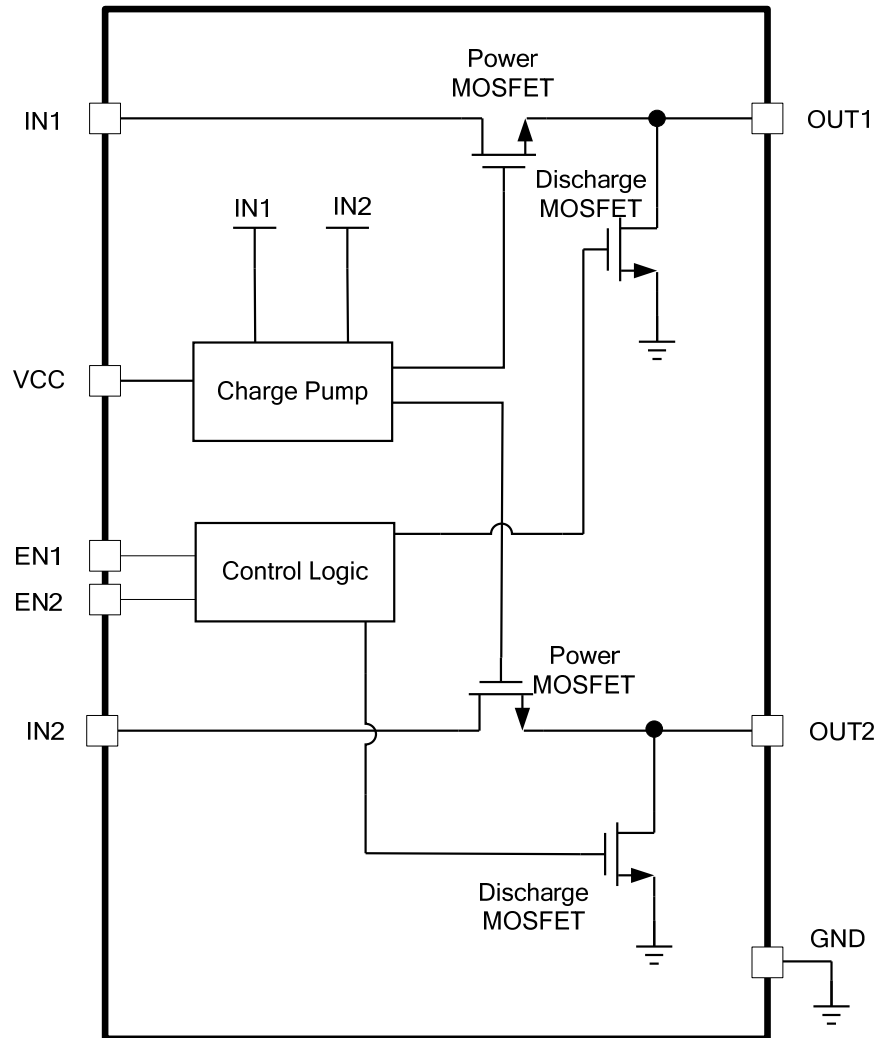 Power
MOSFET
IN1
OUT1
Discharge
MOSFET
IN1
IN2
VCC
Charge Pump
EN1
Control Logic
EN2
Power
MOSFET
IN2
OUT2
Discharge
MOSFET
GND